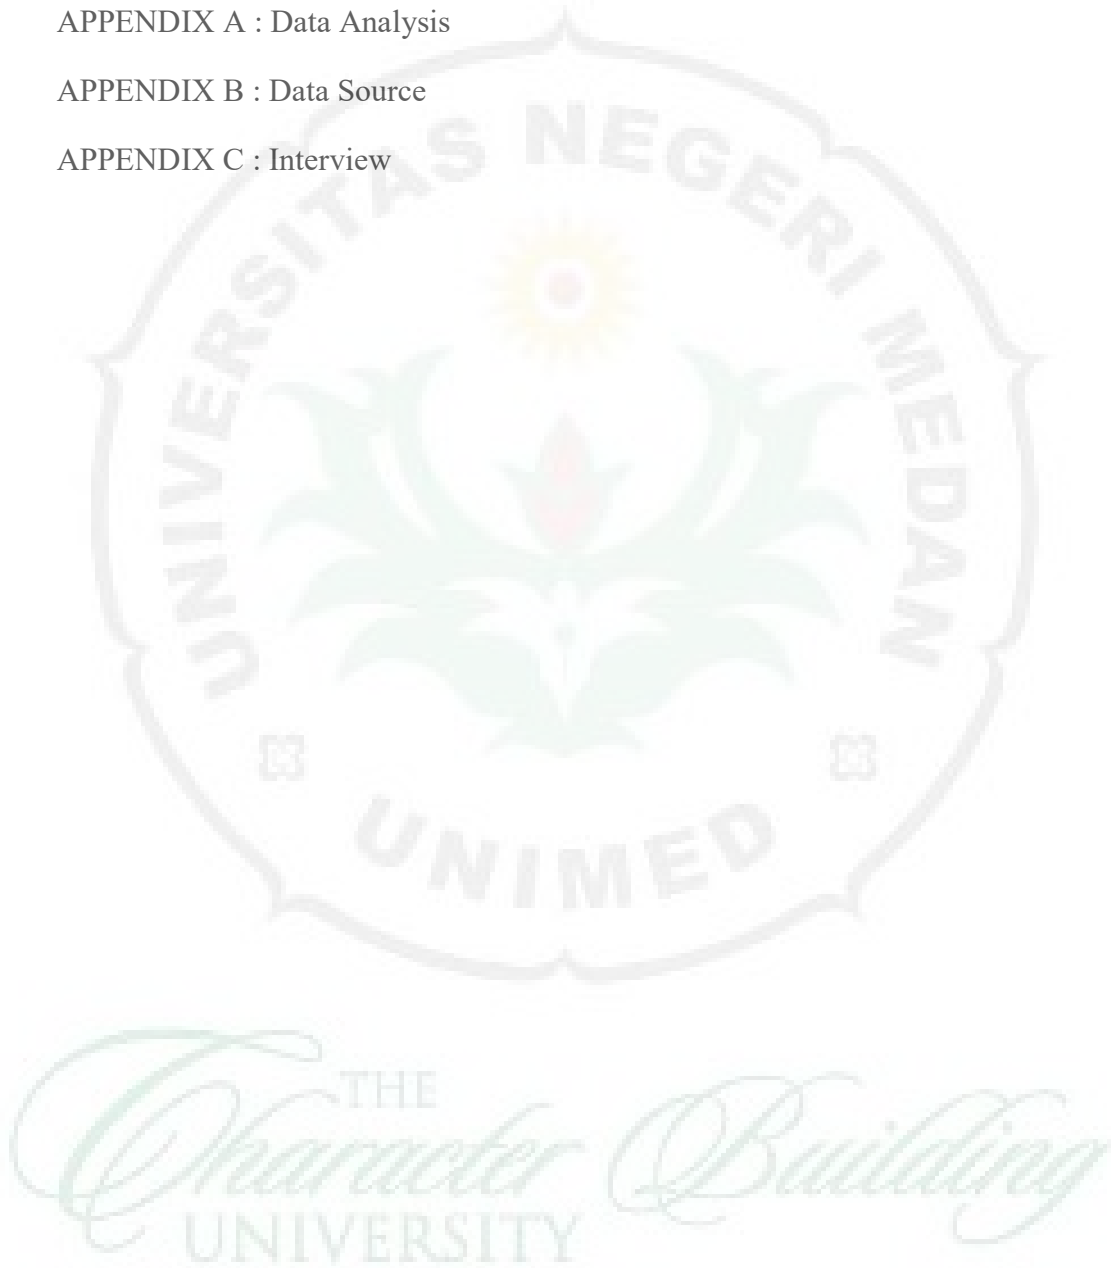 APPENDIX A : Data Analysis
APPENDIX B : Data Source
APPENDIX C : Interview
UNIVERSITAS NEGERI MEDAN
UNIMED
THE
Character Building
UNIVERSITY